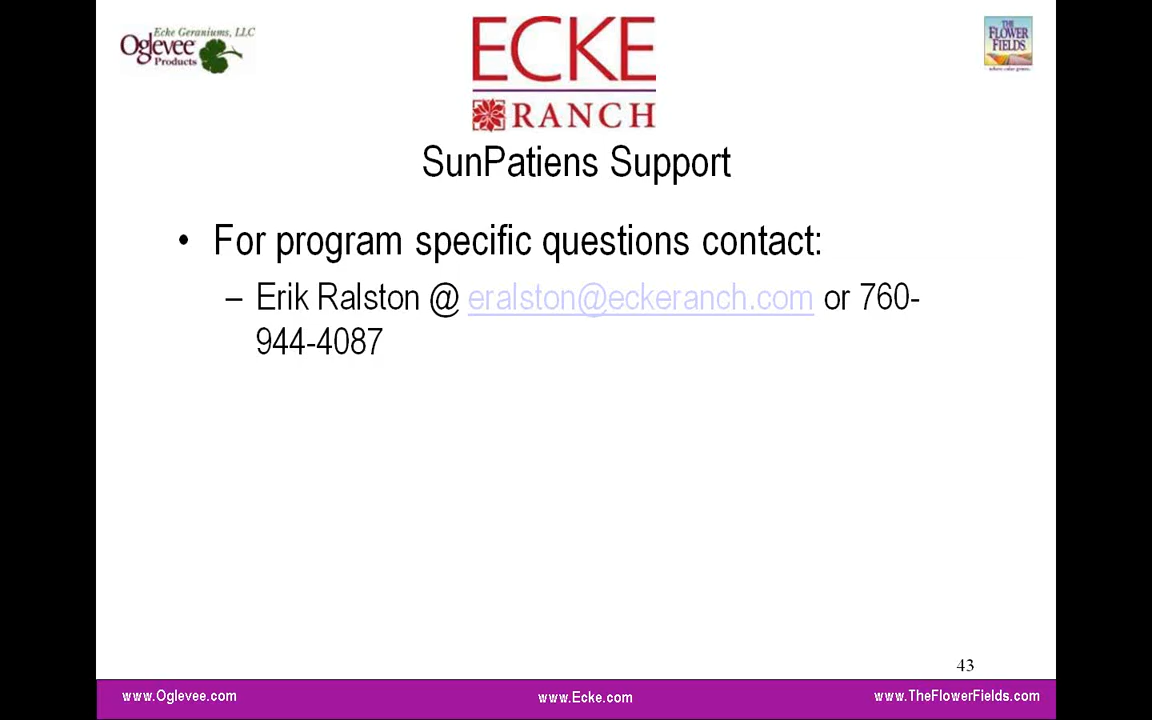 Ecke Geraniums, LLC
Oglevee
Products
ECKE
RANCH
THE
FLOWER
FIELDS
SunPatiens Support
• For program specific questions contact:
– Erik Ralston @ eralston@eckeranch.com or 760-
944-4087
43
www.Oglevee.com
www.Ecke.com
www.TheFlowerFields.com